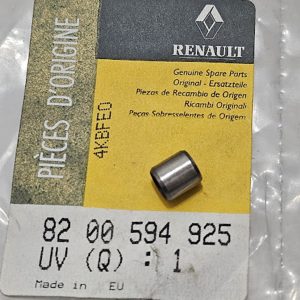 RENAULT
Genuine Spare Parts
Original - Ersatzteile
Piezas de Recambio de Origen
Ricambi Originali
Peças Sobresselentes de Origem
PIÈCES D'ORIGINE
4KBFE0
82 00 594 925
UV (Q) : 1
Made in EU